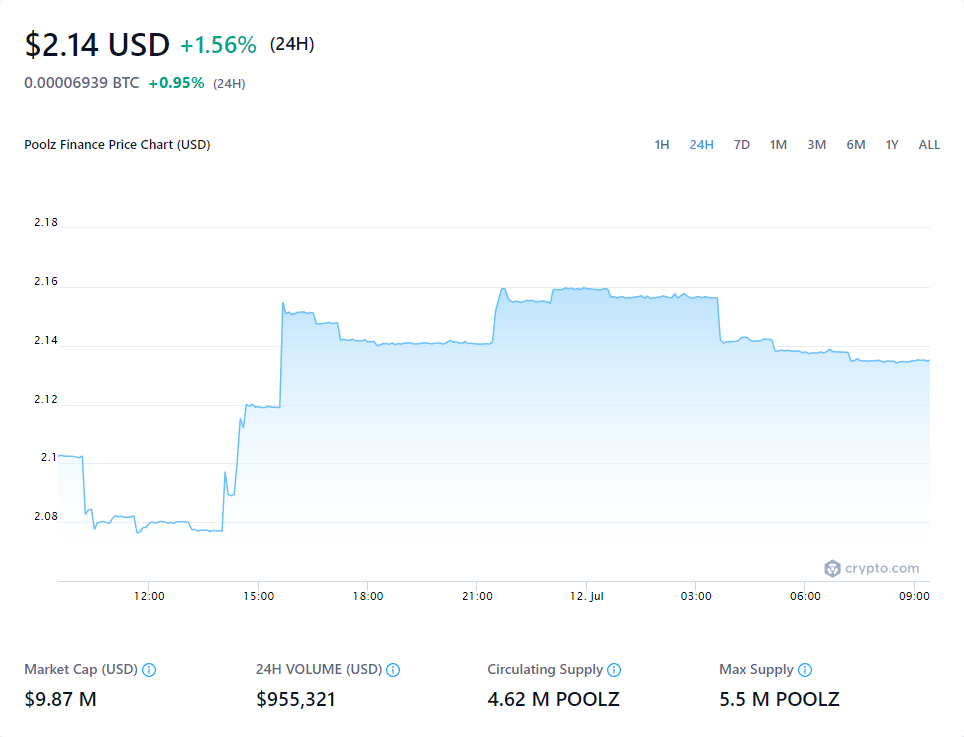 $2.14 USD +1.56% (24H)
0.00006939 BTC +0.95% (24H)
Poolz Finance Price Chart (USD) 1H 24H 7D 1M 3M 6M 1Y ALL
2.18
2.16
2.14
2.12
2.1
2.08
crypto.com
12:00 15:00 18:00 21:00 12. Jul 03:00 06:00 09:00
Market Cap (USD) 24H VOLUME (USD) Circulating Supply Max Supply
$9.87 M $955,321 4.62 M POOLZ 5.5 M POOLZ